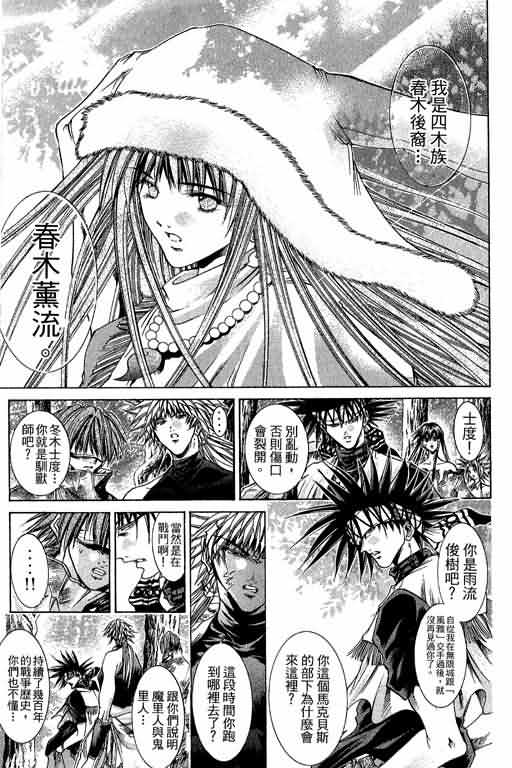 我是四木族
春木後裔…
春木薰流。
士度！
別亂動，
否則傷口
會裂開。
…
冬木士度…
你就是馴獸
師吧？
你是雨流
俊樹吧？
自從我在無限城跟「
風雅」交手過後，就
沒再見過你了。
你這個馬克貝斯
的部下為什麼會
來這裡？
這段時間你跑
到哪裡去了？
當然是在
戰鬥啊！
…!!
跟你們說明
魔里人與鬼
里人…
持續了幾百年
的戰爭歷史，
你們也不懂…